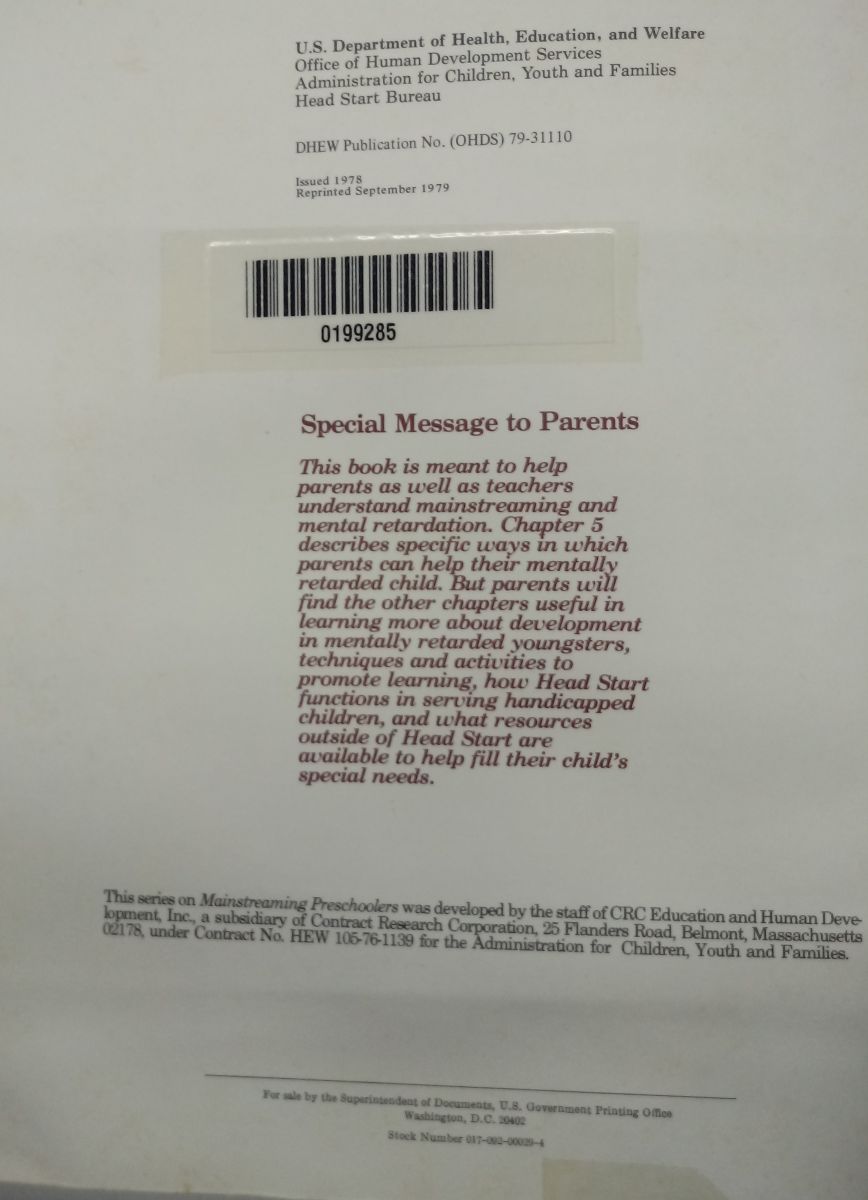 U.S. Department of Health, Education, and Welfare
Office of Human Development Services
Administration for Children, Youth and Families
Head Start Bureau
DHEW Publication No. (OHDS) 79-31110
Issued 1978
Reprinted September 1979
0199285
Special Message to Parents
This book is meant to help
parents as well as teachers
understand mainstreaming and
mental retardation. Chapter 5
describes specific ways in which
parents can help their mentally
retarded child. But parents will
find the other chapters useful in
learning more about development
in mentally retarded youngsters,
techniques and activities to
promote learning, how Head Start
functions in serving handicapped
children, and what resources
outside of Head Start are
available to help fill their child's
special needs.
This series on Mainstreaming Preschoolers was developed by the staff of CRC Education and Human Deve-
lopment, Inc., a subsidiary of Contract Research Corporation, 25 Flanders Road, Belmont, Massachusetts
02178, under Contract No. HEW 105-76-1139 for the Administration for Children, Youth and Families.
For sale by the Superintendent of Documents, U.S. Government Printing Office
Washington, D.C. 20402
Stock Number 017-092-00029-4